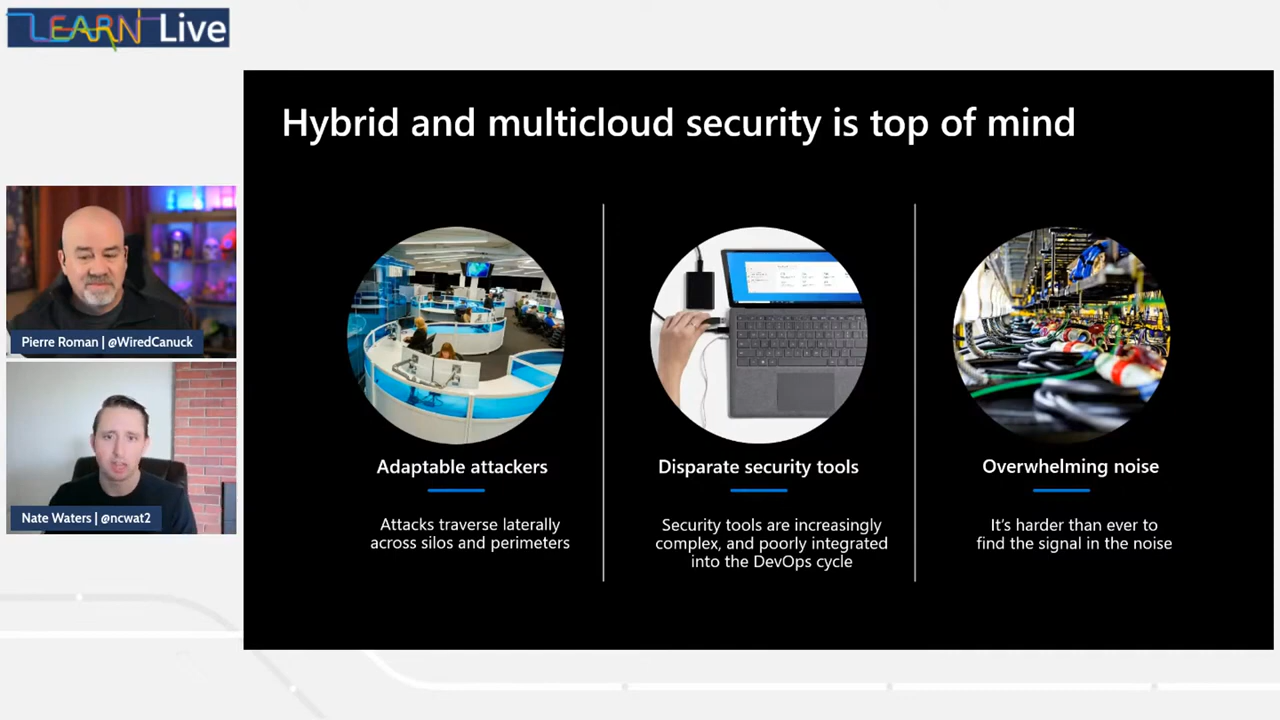 LEARN Live
Hybrid and multicloud security is top of mind
Pierre Roman | @WiredCanuck
Nate Waters | @ncwat2
Adaptable attackers
Attacks traverse laterally
across silos and perimeters
Disparate security tools
Security tools are increasingly
complex, and poorly integrated
into the DevOps cycle
Overwhelming noise
It's harder than ever to
find the signal in the noise